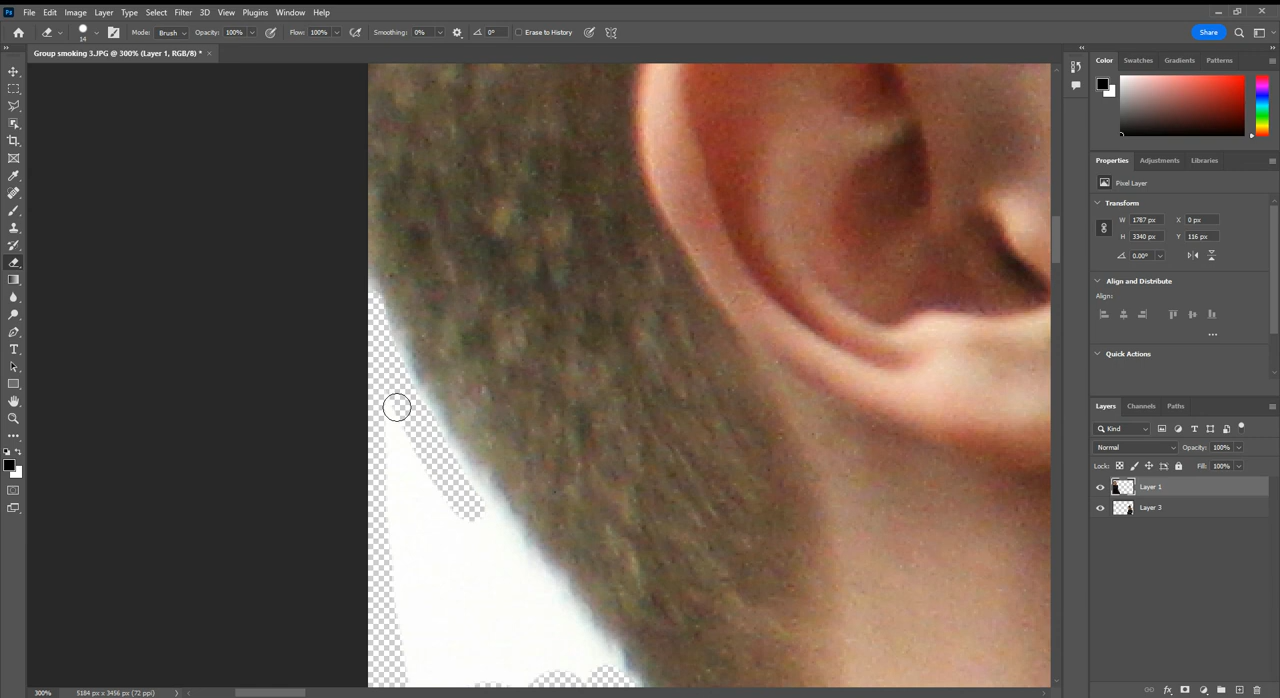 Ps File Edit Image Layer Type Select Filter 3D View Plugins Window Help
14 Mode: Brush Opacity: 100% Flow: 100% Smoothing: 0% 0° Erase to History Share
Group smoking 3.JPG @ 300% (Layer 1, RGB/8) *
Color Swatches Gradients Patterns
Properties Adjustments Libraries
Pixel Layer
Transform
W 1787 px X 0 px
H 3340 px Y 116 px
0.00°
Align and Distribute
Align:
Quick Actions
Layers Channels Paths
Kind
Normal Opacity: 100%
Lock: Fill: 100%
Layer 1
Layer 3
300% 5184 px x 3456 px (72 ppi)